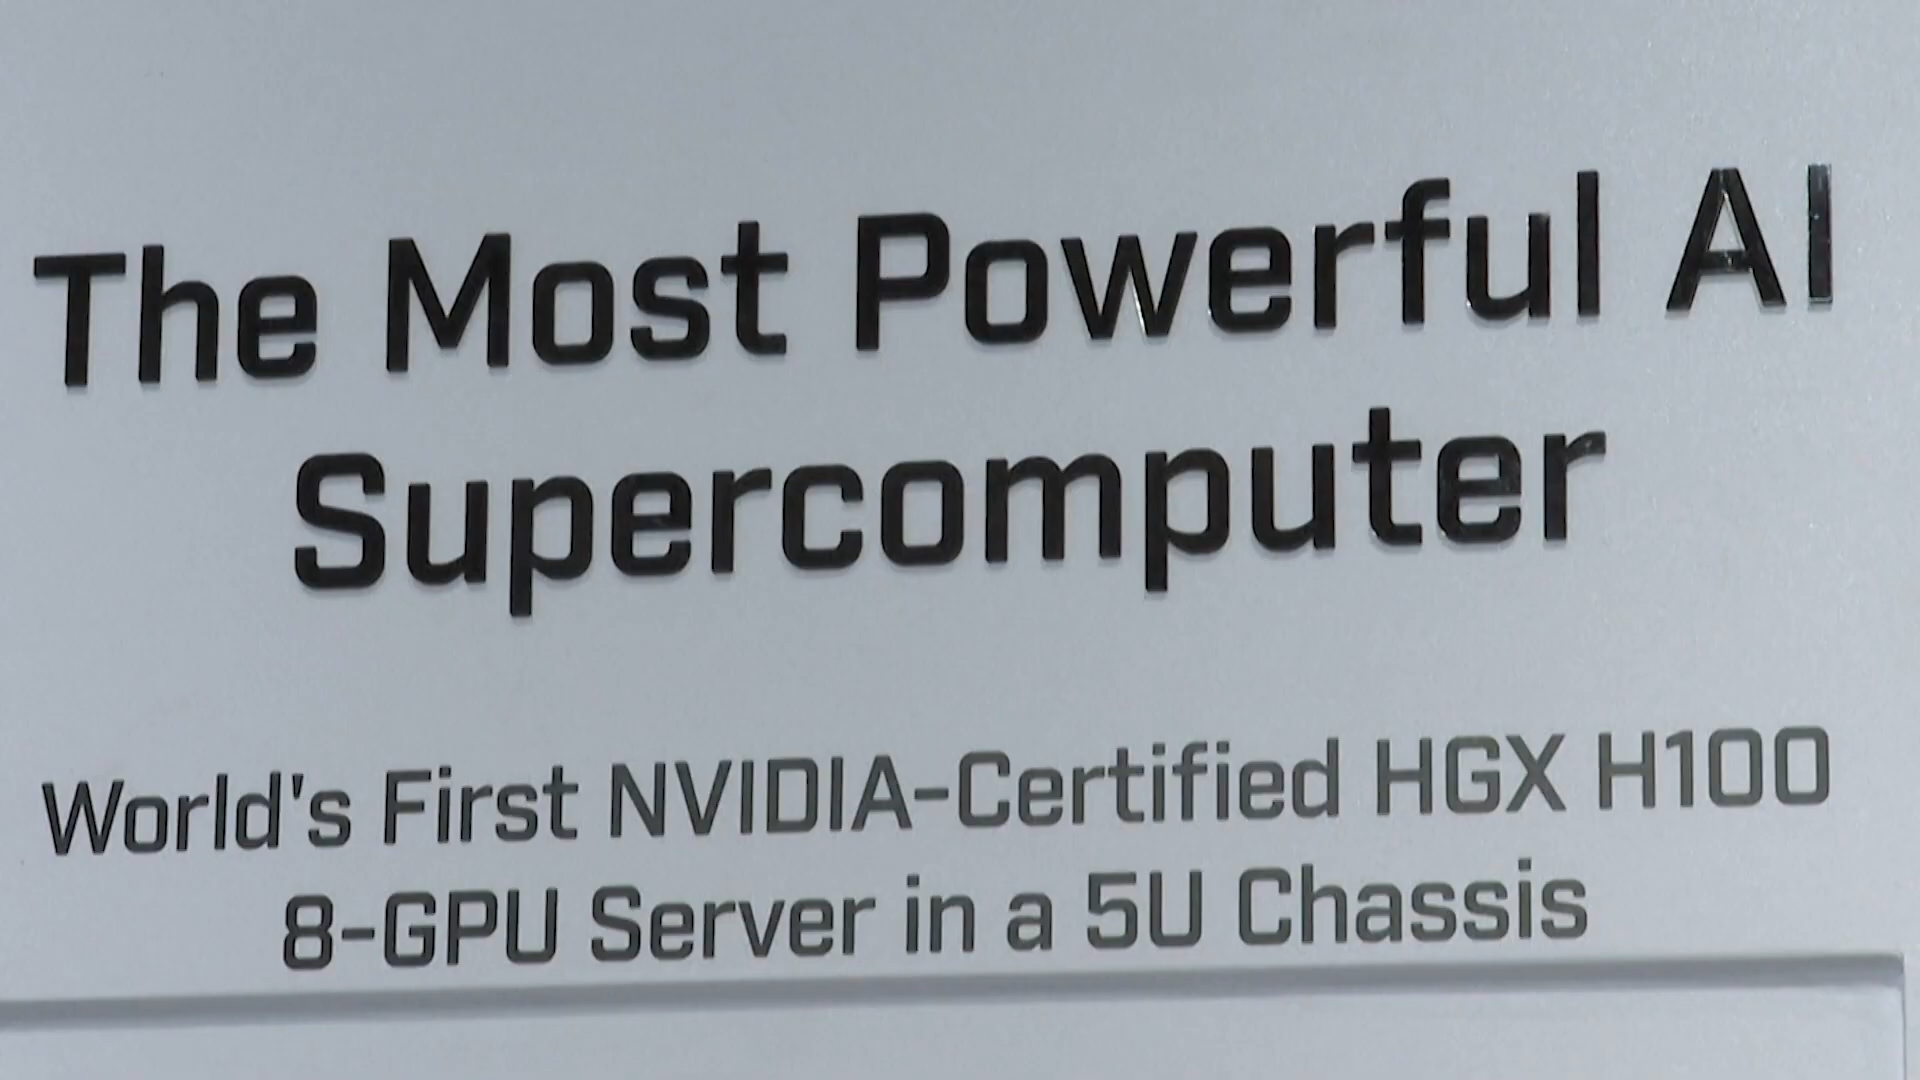 The Most Powerful AI
Supercomputer
World's First NVIDIA-Certified HGX H100
8-GPU Server in a 5U Chassis